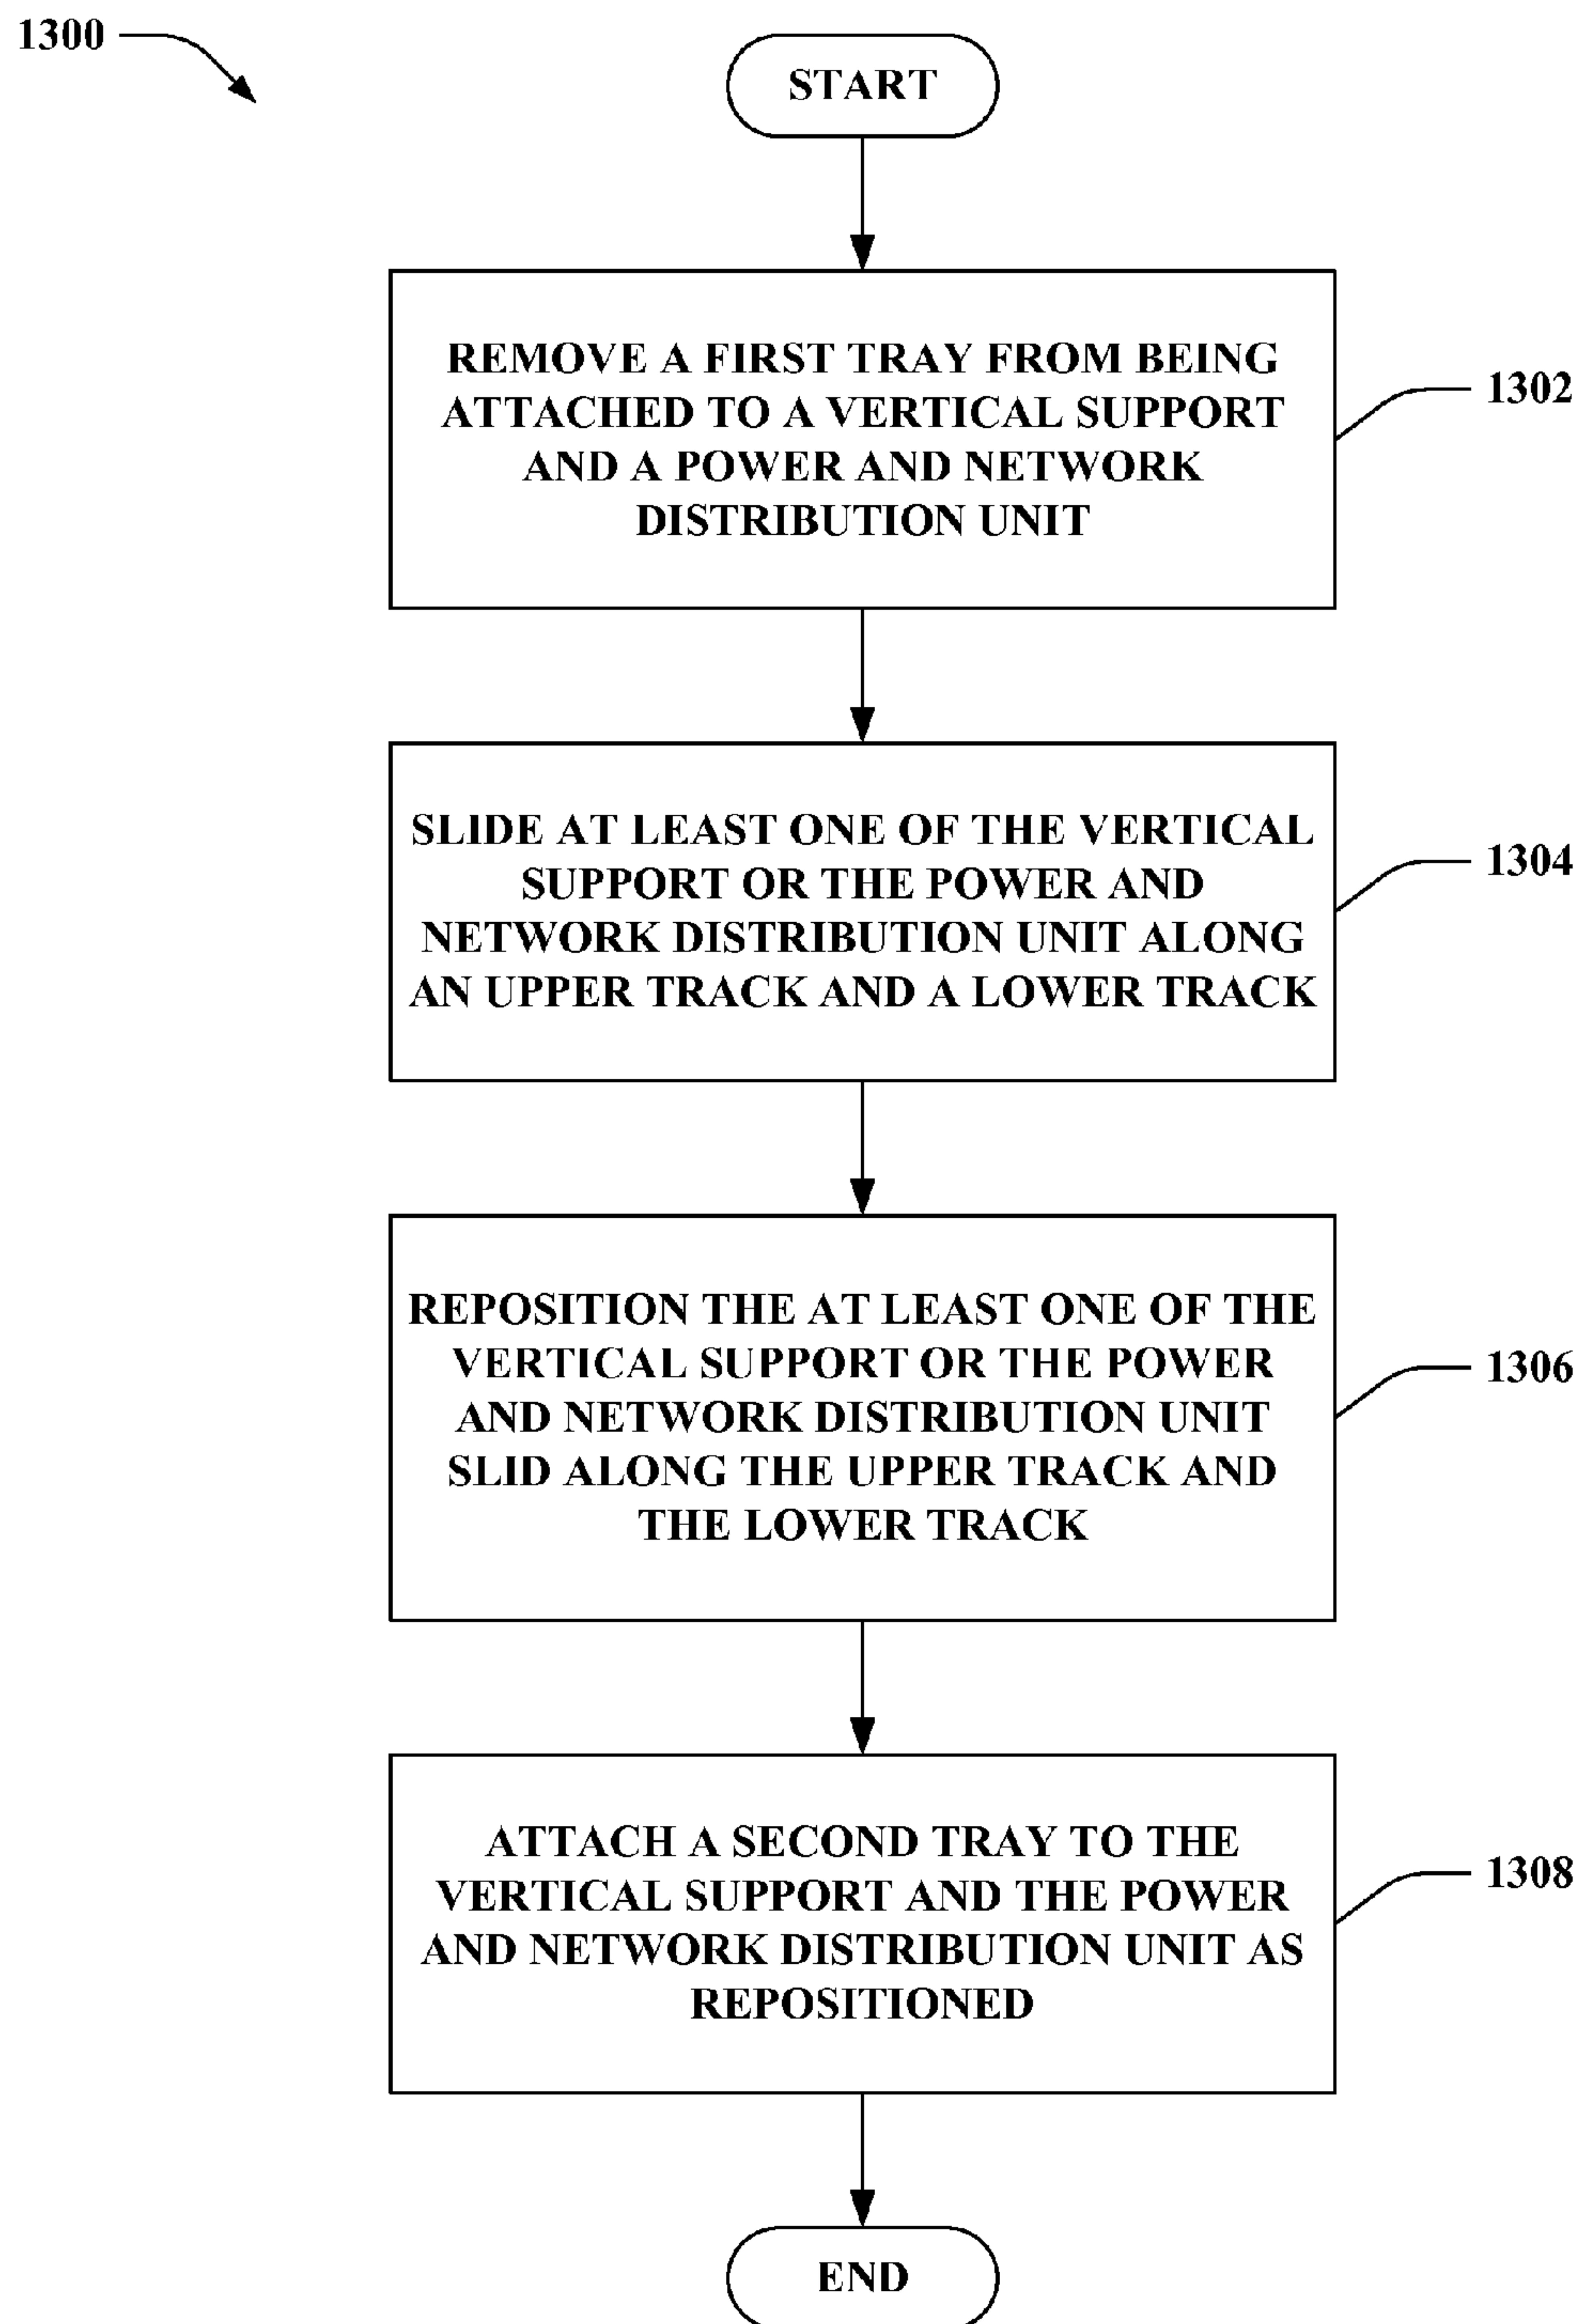 1300
START
REMOVE A FIRST TRAY FROM BEING
ATTACHED TO A VERTICAL SUPPORT
AND A POWER AND NETWORK
DISTRIBUTION UNIT
1302
SLIDE AT LEAST ONE OF THE VERTICAL
SUPPORT OR THE POWER AND
NETWORK DISTRIBUTION UNIT ALONG
AN UPPER TRACK AND A LOWER TRACK
1304
REPOSITION THE AT LEAST ONE OF THE
VERTICAL SUPPORT OR THE POWER
AND NETWORK DISTRIBUTION UNIT
SLID ALONG THE UPPER TRACK AND
THE LOWER TRACK
1306
ATTACH A SECOND TRAY TO THE
VERTICAL SUPPORT AND THE POWER
AND NETWORK DISTRIBUTION UNIT AS
REPOSITIONED
1308
END